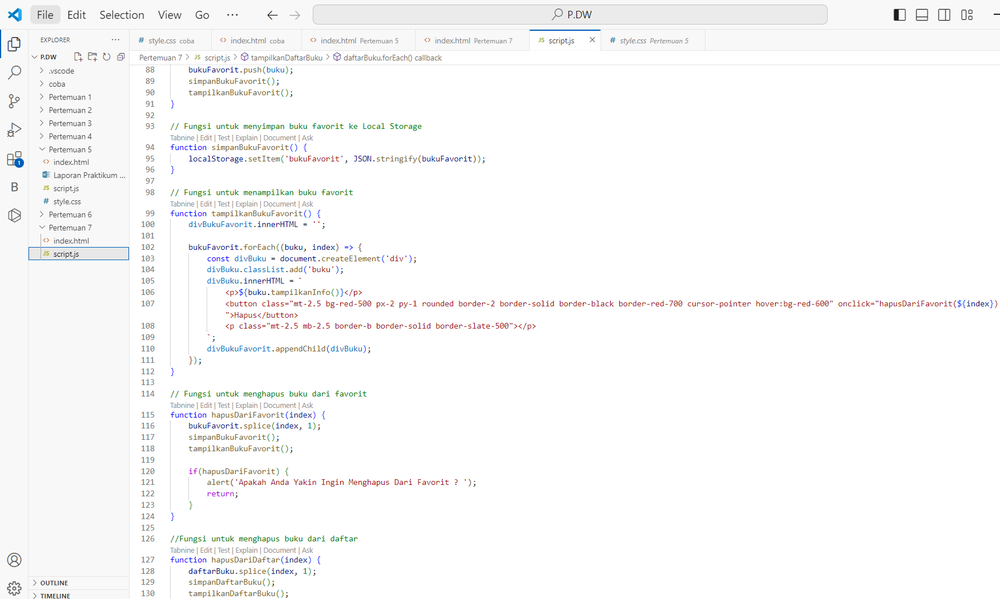 File Edit Selection View Go ··· P.DW
EXPLORER ···
P.DW
.vscode
coba
Pertemuan 1
Pertemuan 2
Pertemuan 3
Pertemuan 4
Pertemuan 5
<> index.html
Laporan Praktikum ...
JS script.js
# style.css
Pertemuan 6
Pertemuan 7
<> index.html
JS script.js
OUTLINE
TIMELINE
1
B
# style.css coba <> index.html coba <> index.html Pertemuan 5 <> index.html Pertemuan 7 JS script.js × # style.css Pertemuan 5
Pertemuan 7 > JS script.js > tampilkanDaftarBuku > daftarBuku.forEach() callback
88 bukuFavorit.push(buku);
89 simpanBukuFavorit();
90 tampilkanBukuFavorit();
91 }
92
93 // Fungsi untuk menyimpan buku favorit ke Local Storage
Tabnine | Edit | Test | Explain | Document | Ask
94 function simpanBukuFavorit() {
95 localStorage.setItem('bukuFavorit', JSON.stringify(bukuFavorit));
96 }
97
98 // Fungsi untuk menampilkan buku favorit
Tabnine | Edit | Test | Explain | Document | Ask
99 function tampilkanBukuFavorit() {
100 divBukuFavorit.innerHTML = '';
101
102 bukuFavorit.forEach((buku, index) => {
103 const divBuku = document.createElement('div');
104 divBuku.classList.add('buku');
105 divBuku.innerHTML = `
106 <p>${buku.tampilkanInfo()}</p>
107 <button class="mt-2.5 bg-red-500 px-2 py-1 rounded border-2 border-solid border-black border-red-700 cursor-pointer hover:bg-red-600" onclick="hapusDariFavorit(${index})
">Hapus</button>
108 <p class="mt-2.5 mb-2.5 border-b border-solid border-slate-500"></p>
109 `;
110 divBukuFavorit.appendChild(divBuku);
111 });
112 }
113
114 // Fungsi untuk menghapus buku dari favorit
Tabnine | Edit | Test | Explain | Document | Ask
115 function hapusDariFavorit(index) {
116 bukuFavorit.splice(index, 1);
117 simpanBukuFavorit();
118 tampilkanBukuFavorit();
119
120 if(hapusDariFavorit) {
121 alert('Apakah Anda Yakin Ingin Menghapus Dari Favorit ? ');
122 return;
123 }
124 }
125
126 //Fungsi untuk menghapus buku dari daftar
Tabnine | Edit | Test | Explain | Document | Ask
127 function hapusDariDaftar(index) {
128 daftarBuku.splice(index, 1);
129 simpanDaftarBuku();
130 tampilkanDaftarBuku();